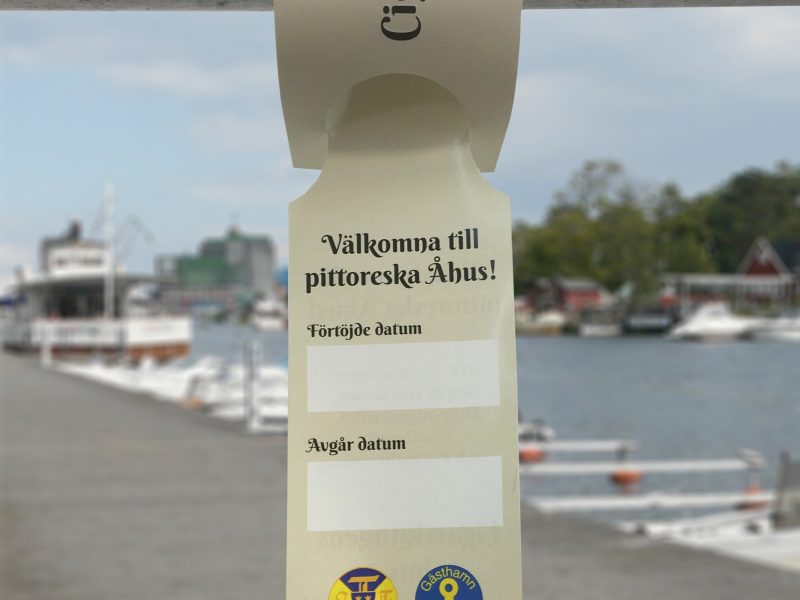 Välkomna till
pittoreska Åhus!
Förtöjde datum
Avgår datum
Gästhamn